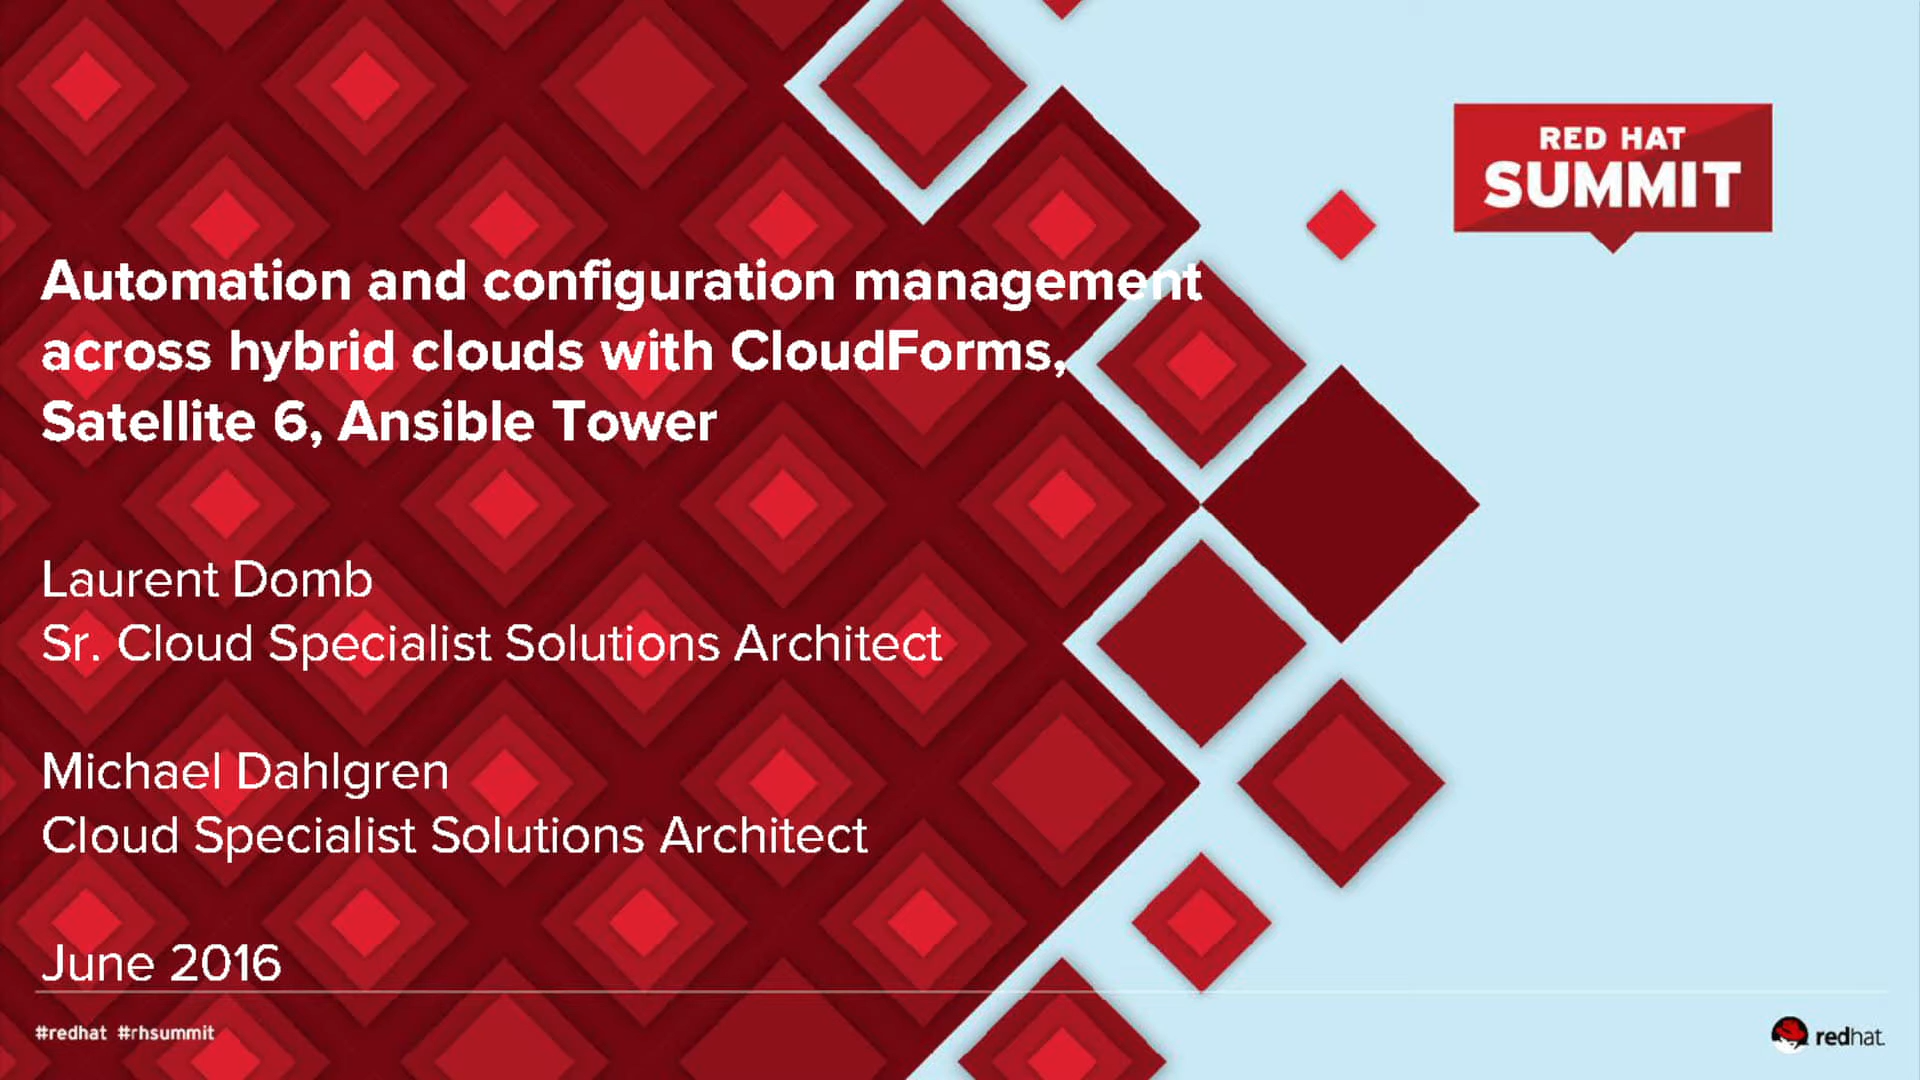 RED HAT
SUMMIT
Automation and configuration management
across hybrid clouds with CloudForms,
Satellite 6, Ansible Tower
Laurent Domb
Sr. Cloud Specialist Solutions Architect
Michael Dahlgren
Cloud Specialist Solutions Architect
June 2016
#redhat #rhsummit
redhat.